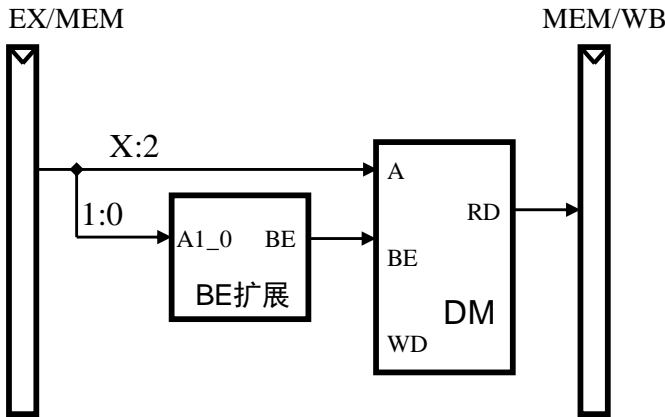 EX/MEM
MEM/WB
X:2
A
1:0
RD
A1_0
BE
BE
BE扩展
DM
WD